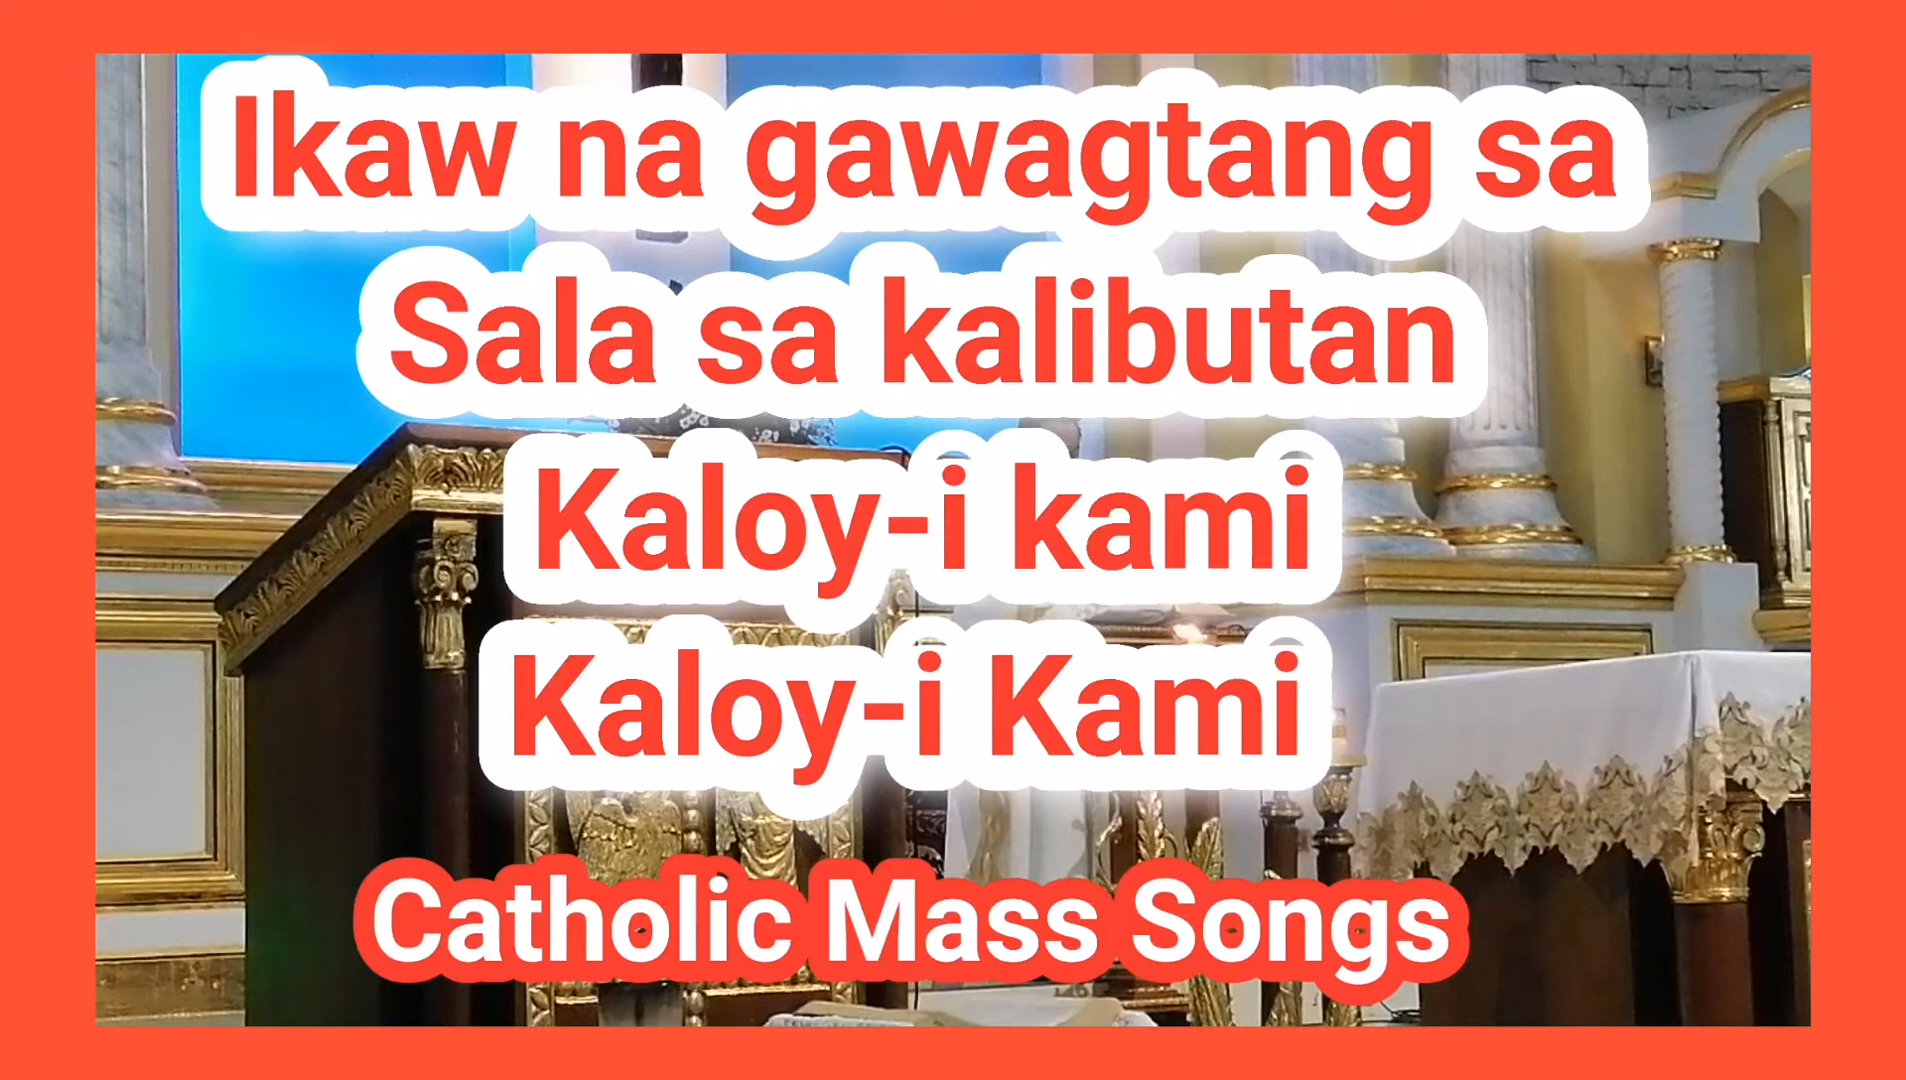 Ikaw na gawagtang sa
Sala sa kalibutan
Kaloy-i kami
Kaloy-i Kami
Catholic Mass Songs